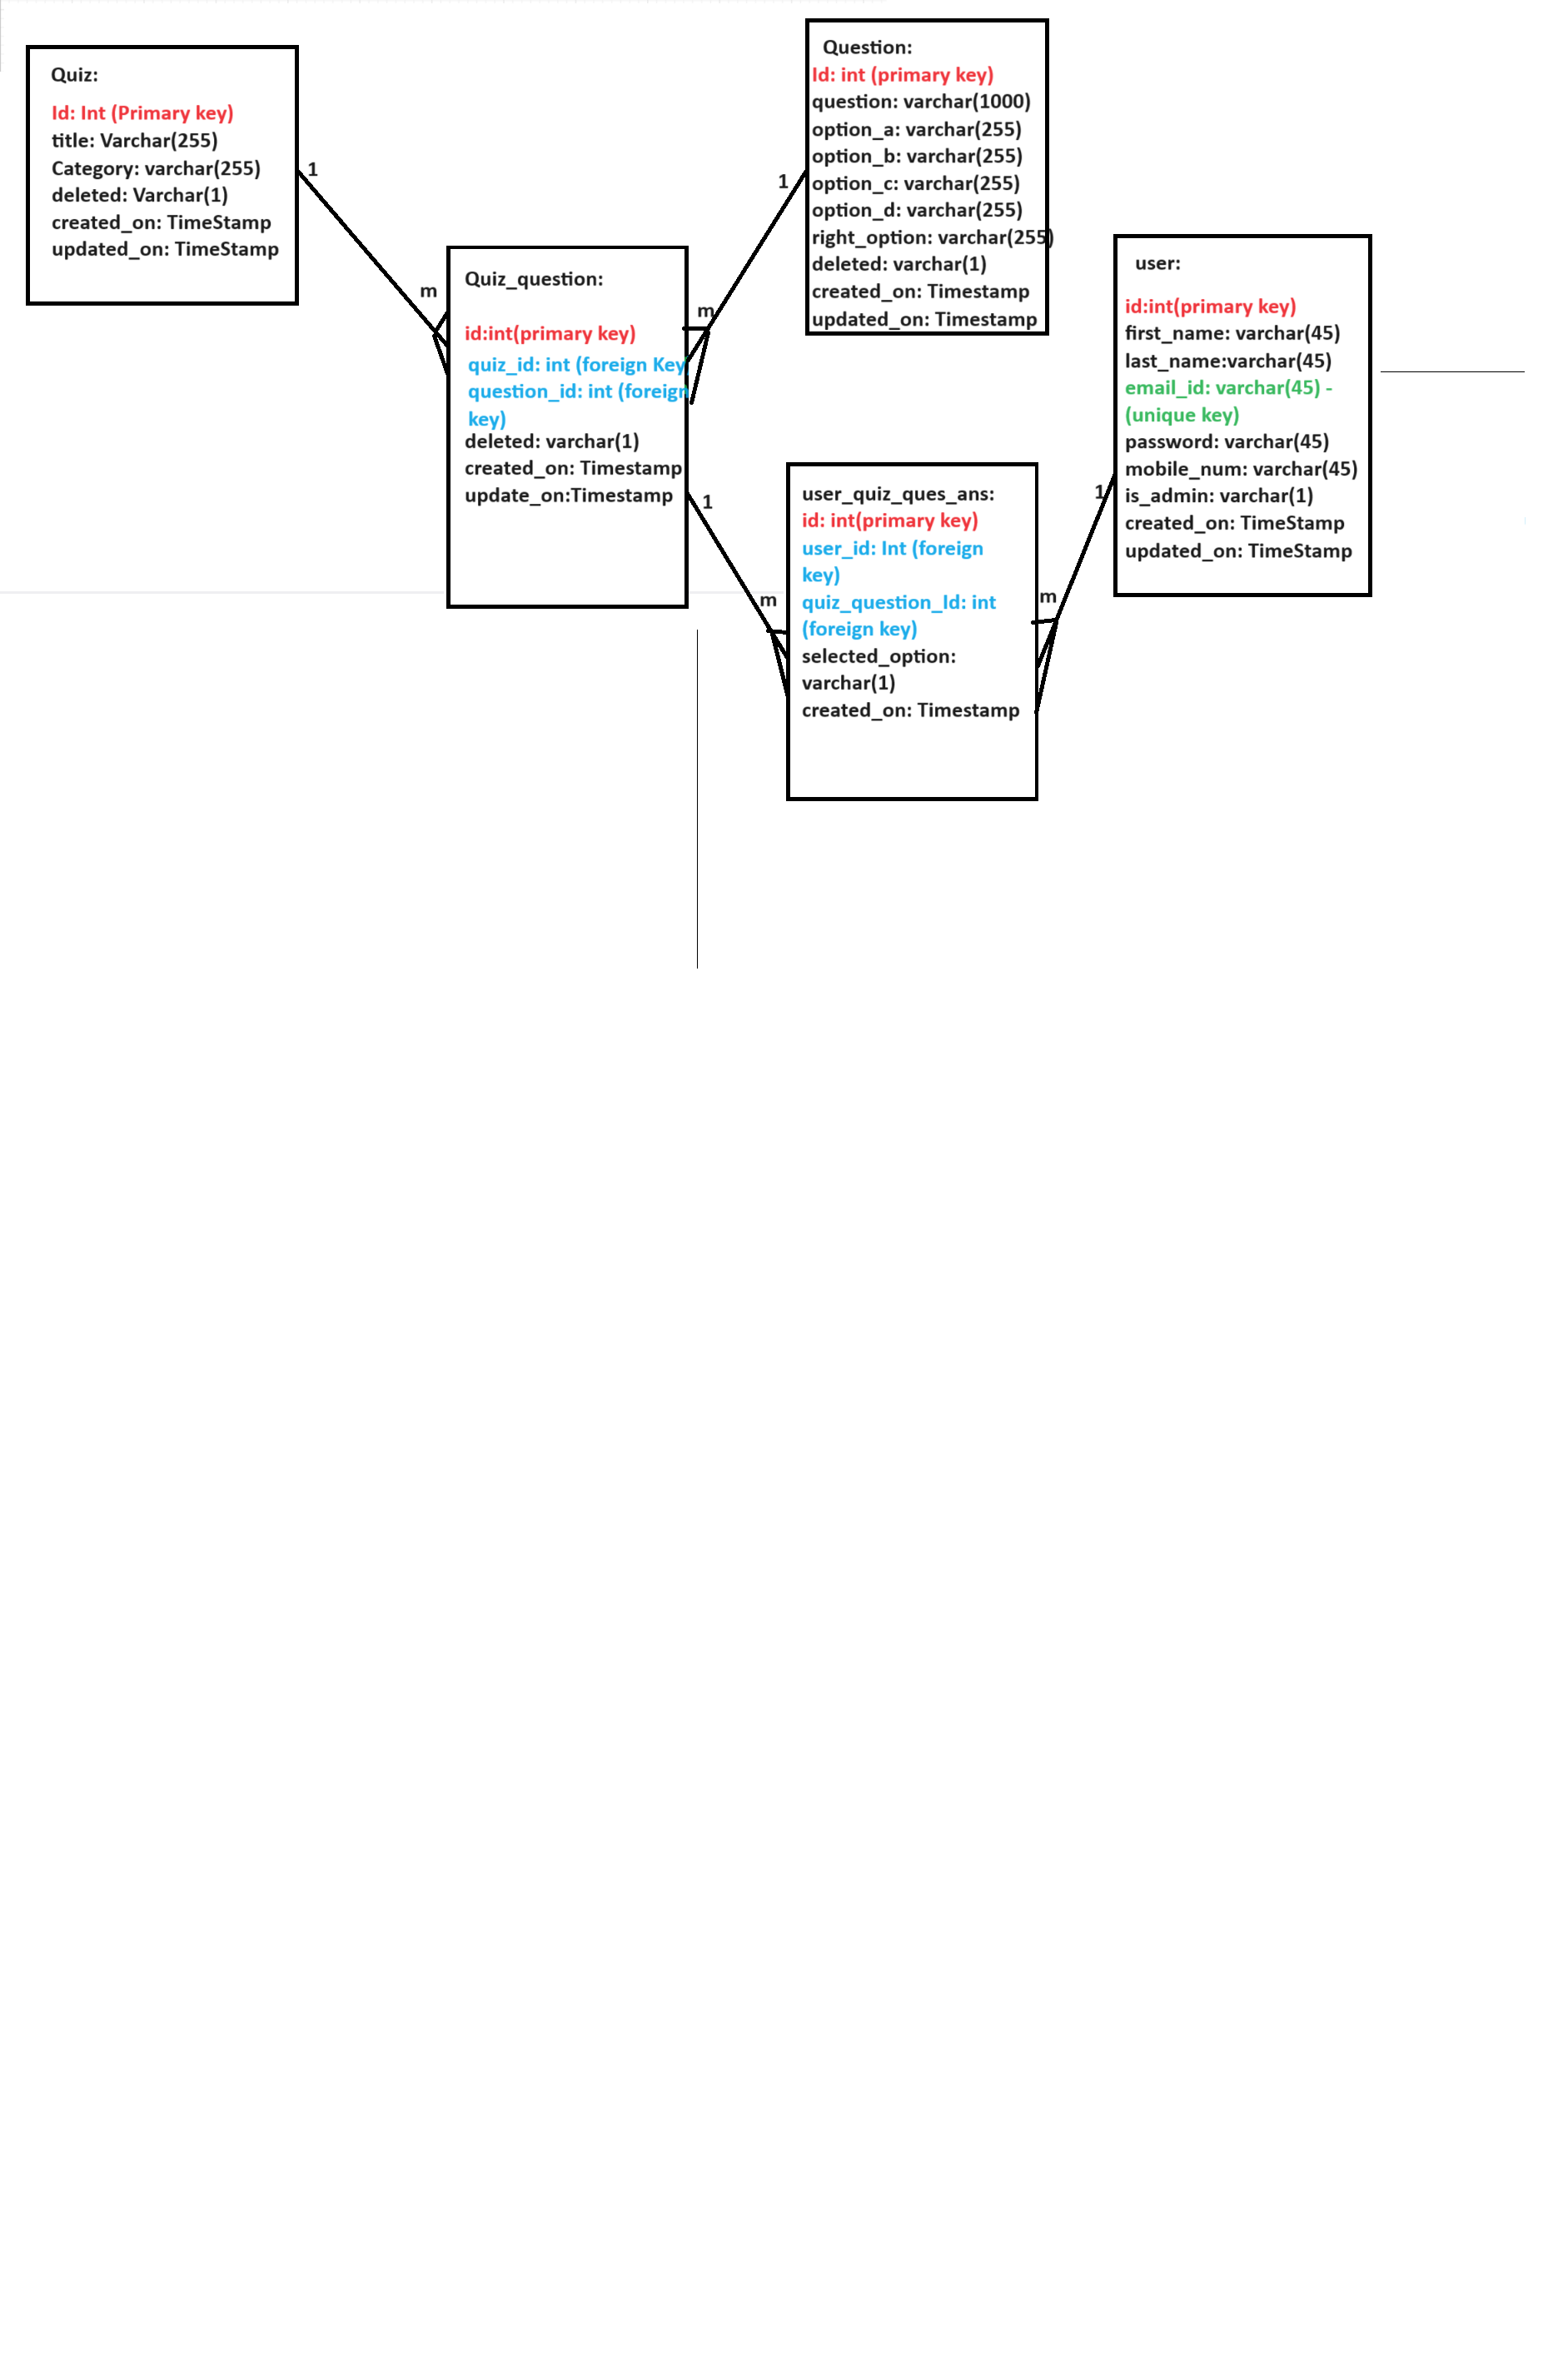 Quiz:
Id: Int (Primary key)
title: Varchar(255)
Category: varchar(255)
deleted: Varchar(1)
created_on: TimeStamp
updated_on: TimeStamp
1
m
Quiz_question:
id:int(primary key)
quiz_id: int (foreign Key
question_id: int (foreign
key)
deleted: varchar(1)
created_on: Timestamp
update_on:Timestamp
m
1
Question:
Id: int (primary key)
question: varchar(1000)
option_a: varchar(255)
option_b: varchar(255)
option_c: varchar(255)
option_d: varchar(255)
right_option: varchar(255)
deleted: varchar(1)
created_on: Timestamp
updated_on: Timestamp
1
m
user_quiz_ques_ans:
id: int(primary key)
user_id: Int (foreign
key)
quiz_question_Id: int
(foreign key)
selected_option:
varchar(1)
created_on: Timestamp
m
1
user:
id:int(primary key)
first_name: varchar(45)
last_name:varchar(45)
email_id: varchar(45) -
(unique key)
password: varchar(45)
mobile_num: varchar(45)
is_admin: varchar(1)
created_on: TimeStamp
updated_on: TimeStamp